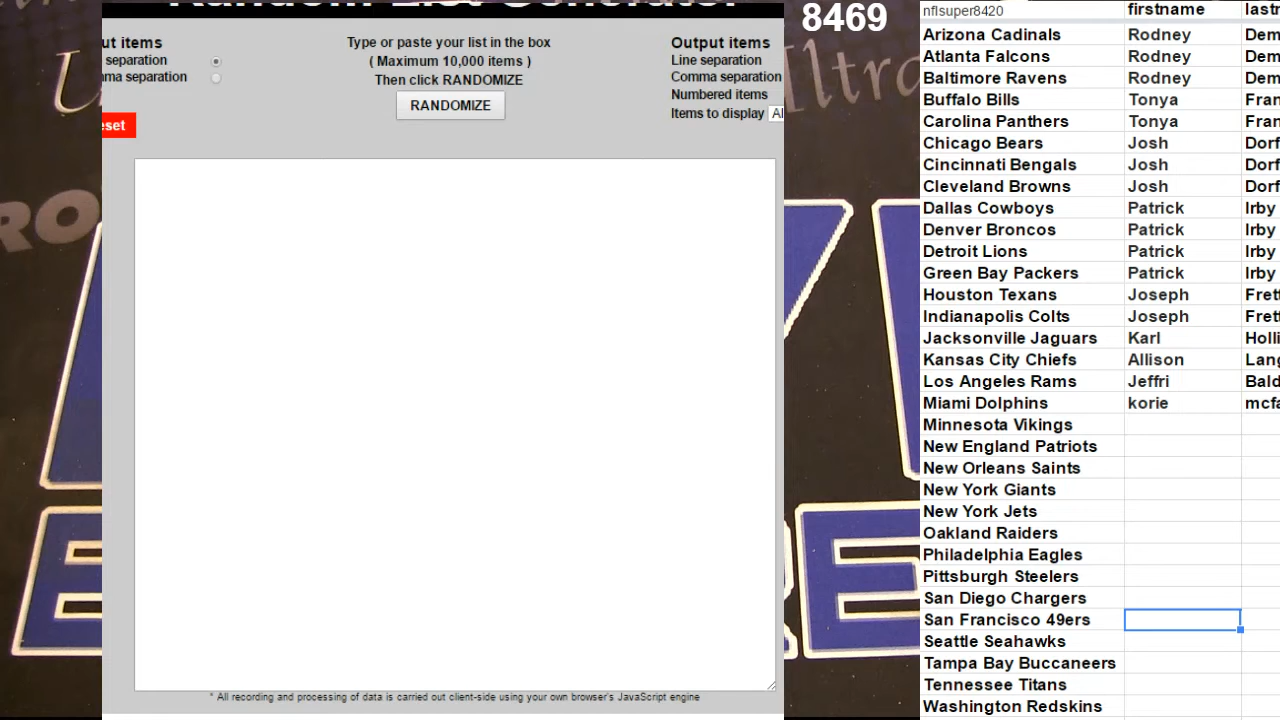 Random List Generator
8469
ut items
separation
mma separation
eset
Type or paste your list in the box
( Maximum 10,000 items )
Then click RANDOMIZE
RANDOMIZE
Output items
Line separation
Comma separation
Numbered items
Items to display Al
* All recording and processing of data is carried out client-side using your own browser's JavaScript engine
nflsuper8420 firstname lastr
Arizona Cadinals Rodney Dem
Atlanta Falcons Rodney Dem
Baltimore Ravens Rodney Dem
Buffalo Bills Tonya Fran
Carolina Panthers Tonya Fran
Chicago Bears Josh Dorf
Cincinnati Bengals Josh Dorf
Cleveland Browns Josh Dorf
Dallas Cowboys Patrick Irby
Denver Broncos Patrick Irby
Detroit Lions Patrick Irby
Green Bay Packers Patrick Irby
Houston Texans Joseph Frett
Indianapolis Colts Joseph Frett
Jacksonville Jaguars Karl Holli
Kansas City Chiefs Allison Lang
Los Angeles Rams Jeffri Bald
Miami Dolphins korie mcfa
Minnesota Vikings
New England Patriots
New Orleans Saints
New York Giants
New York Jets
Oakland Raiders
Philadelphia Eagles
Pittsburgh Steelers
San Diego Chargers
San Francisco 49ers
Seattle Seahawks
Tampa Bay Buccaneers
Tennessee Titans
Washington Redskins